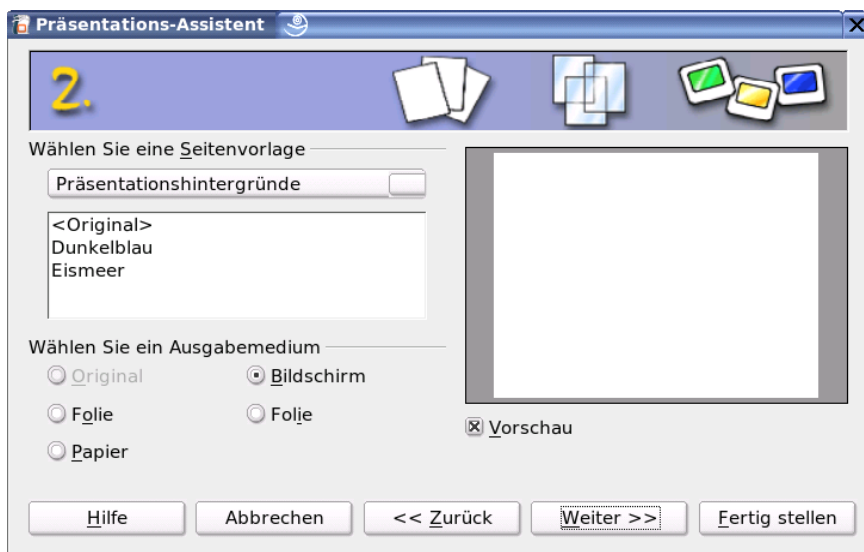 Präsentations-Assistent
2.
Wählen Sie eine Seitenvorlage
Präsentationshintergründe
<Original>
Dunkelblau
Eismeer
Wählen Sie ein Ausgabemedium
Original
Bildschirm
Folie
Folie
Papier
Vorschau
Hilfe
Abbrechen
<< Zurück
Weiter >>
Fertig stellen